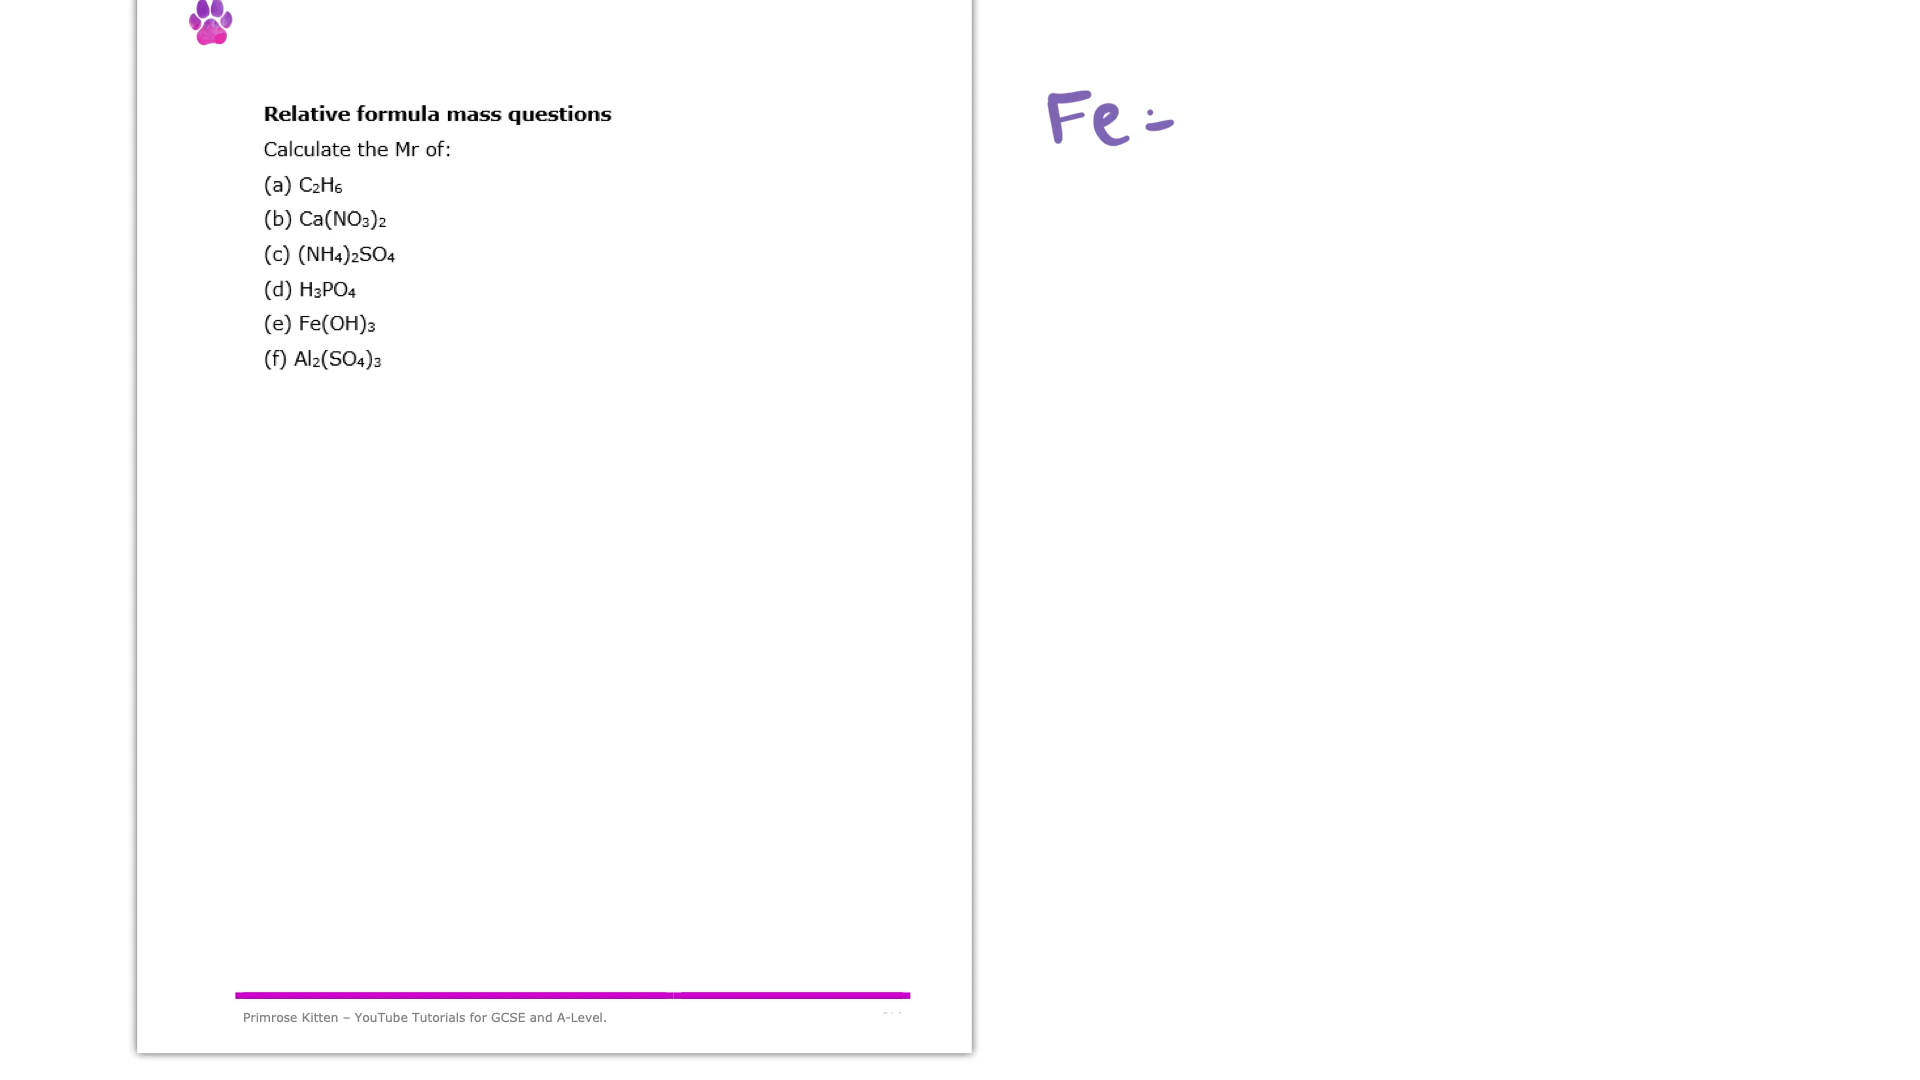 Relative formula mass questions
Calculate the Mr of:
(a) C₂H₆
(b) Ca(NO₃)₂
(c) (NH₄)₂SO₄
(d) H₃PO₄
(e) Fe(OH)₃
(f) Al₂(SO₄)₃
Primrose Kitten – YouTube Tutorials for GCSE and A-Level.
Fe =